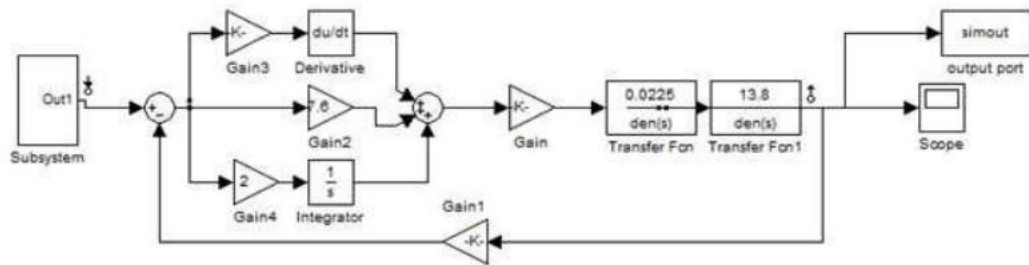 Out1
Subsystem
+
-
K-
Gain3
du/dt
Derivative
7.6
Gain2
2
Gain4
1
s
Integrator
+
K-
Gain
0.0225
den(s)
Transfer Fcn
13.8
den(s)
Transfer Fcn1
simout
output port
Scope
Gain1
-K-